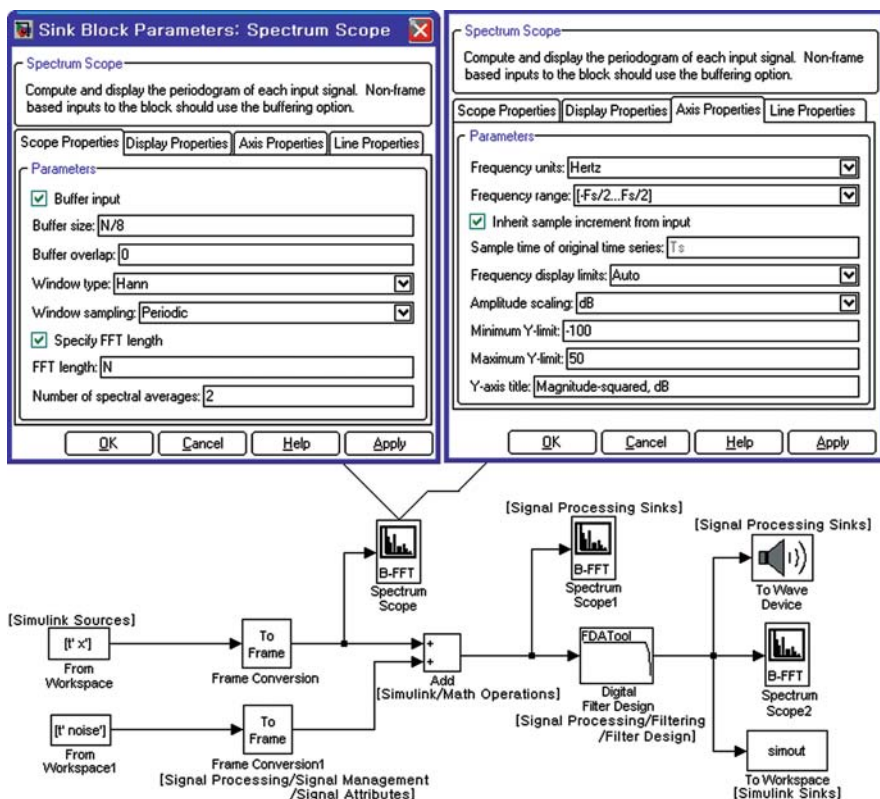 Sink Block Parameters: Spectrum Scope
Spectrum Scope
Compute and display the periodogram of each input signal. Non-frame
based inputs to the block should use the buffering option.
Scope Properties Display Properties Axis Properties Line Properties
Parameters
Buffer input
Buffer size: N/8
Buffer overlap: 0
Window type: Hann
Window sampling: Periodic
Specify FFT length
FFT length: N
Number of spectral averages: 2
OK Cancel Help Apply
Spectrum Scope
Compute and display the periodogram of each input signal. Non-frame
based inputs to the block should use the buffering option.
Scope Properties Display Properties Axis Properties Line Properties
Parameters
Frequency units: Hertz
Frequency range: [-Fs/2...Fs/2]
Inherit sample increment from input
Sample time of original time series: Ts
Frequency display limits: Auto
Amplitude scaling: dB
Minimum Y-limit: -100
Maximum Y-limit: 50
Y-axis title: Magnitude-squared, dB
OK Cancel Help Apply
[Simulink Sources]
[t' x']
From
Workspace
[t' noise']
From
Workspace1
To
Frame
Frame Conversion
To
Frame
Frame Conversion1
[Signal Processing/Signal Management
/Signal Attributes]
B-FFT
Spectrum
Scope
+
+
Add
[Simulink/Math Operations]
[Signal Processing Sinks]
B-FFT
Spectrum
Scope1
FDATool
Digital
Filter Design
[Signal Processing/Filtering
/Filter Design]
[Signal Processing Sinks]
To Wave
Device
B-FFT
Spectrum
Scope2
simout
To Workspace
[Simulink Sinks]